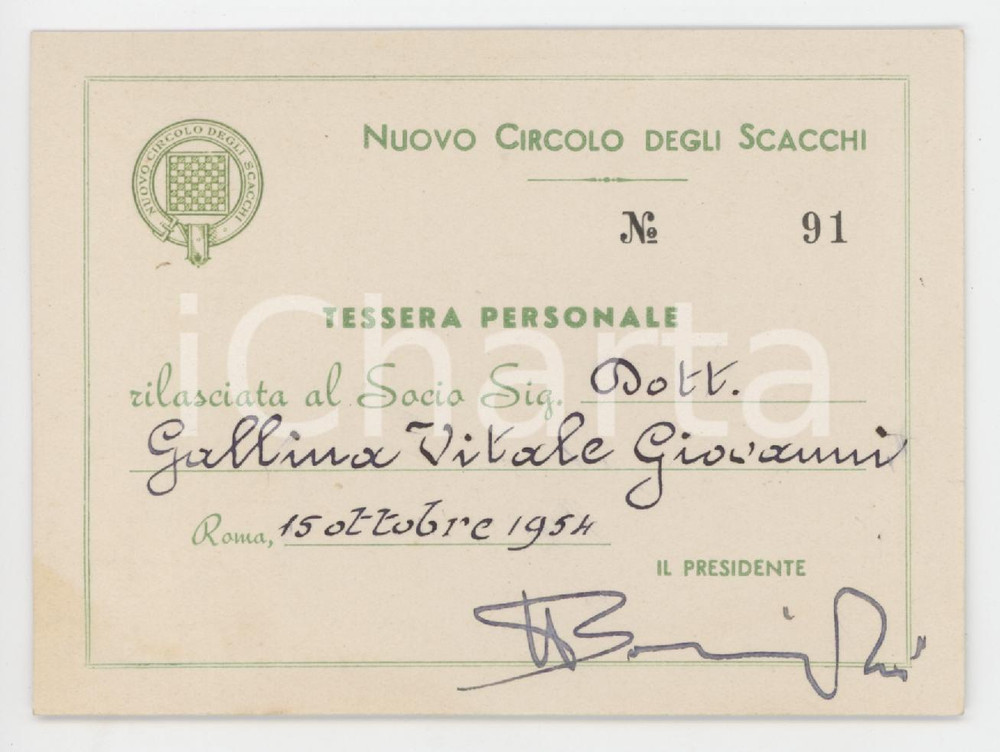 NUOVO CIRCOLO DEGLI SCACCHI
NUOVO CIRCOLO DEGLI SCACCHI
№ 91
TESSERA PERSONALE
rilasciata al Socio Sig. Dott.
Gallina Vitale Giovanni
Roma, 15 ottobre 1954
IL PRESIDENTE
iCharta